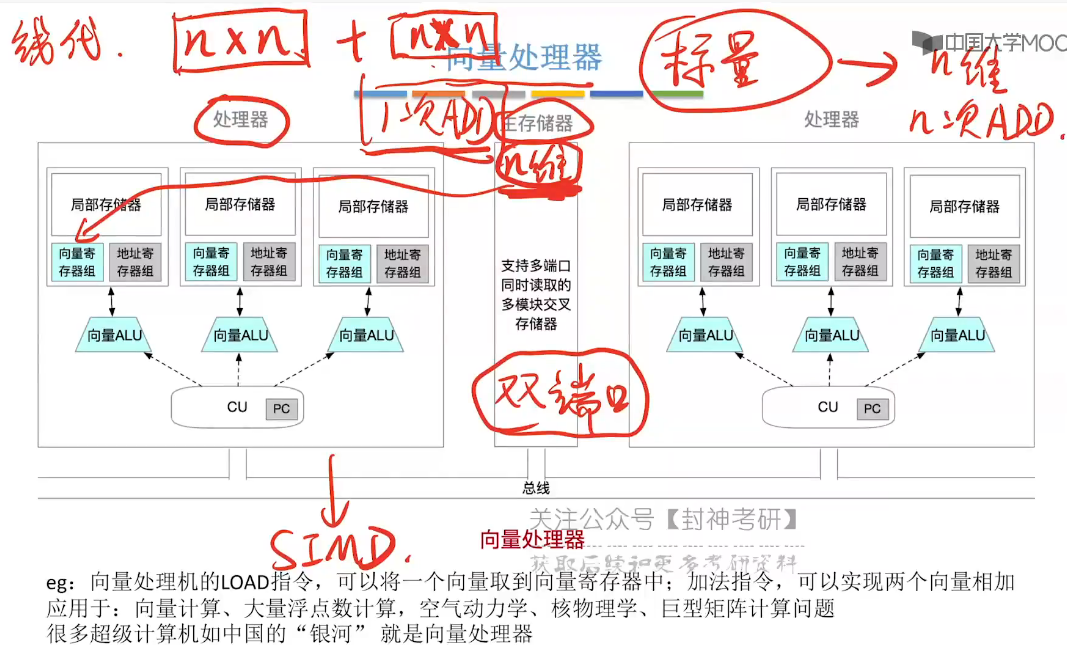 线代. n×n + n×n
标量 → n维
n次ADD.
1次ADD
n维
中国大学MOC
向量处理器
处理器
主存储器
处理器
局部存储器 局部存储器 局部存储器
向量寄存器组 地址寄存器组 向量寄存器组 地址寄存器组 向量寄存器组 地址寄存器组
向量ALU 向量ALU 向量ALU
CU PC
支持多端口
同时读取的
多模块交叉
存储器
双端口
局部存储器 局部存储器 局部存储器
向量寄存器组 地址寄存器组 向量寄存器组 地址寄存器组 向量寄存器组 地址寄存器组
向量ALU 向量ALU 向量ALU
CU PC
总线
SIMD.
关注公众号【封神考研】
获取后续和更多考研资料
向量处理器
eg：向量处理机的LOAD指令，可以将一个向量取到向量寄存器中；加法指令，可以实现两个向量相加
应用于：向量计算、大量浮点数计算，空气动力学、核物理学、巨型矩阵计算问题
很多超级计算机如中国的“银河” 就是向量处理器